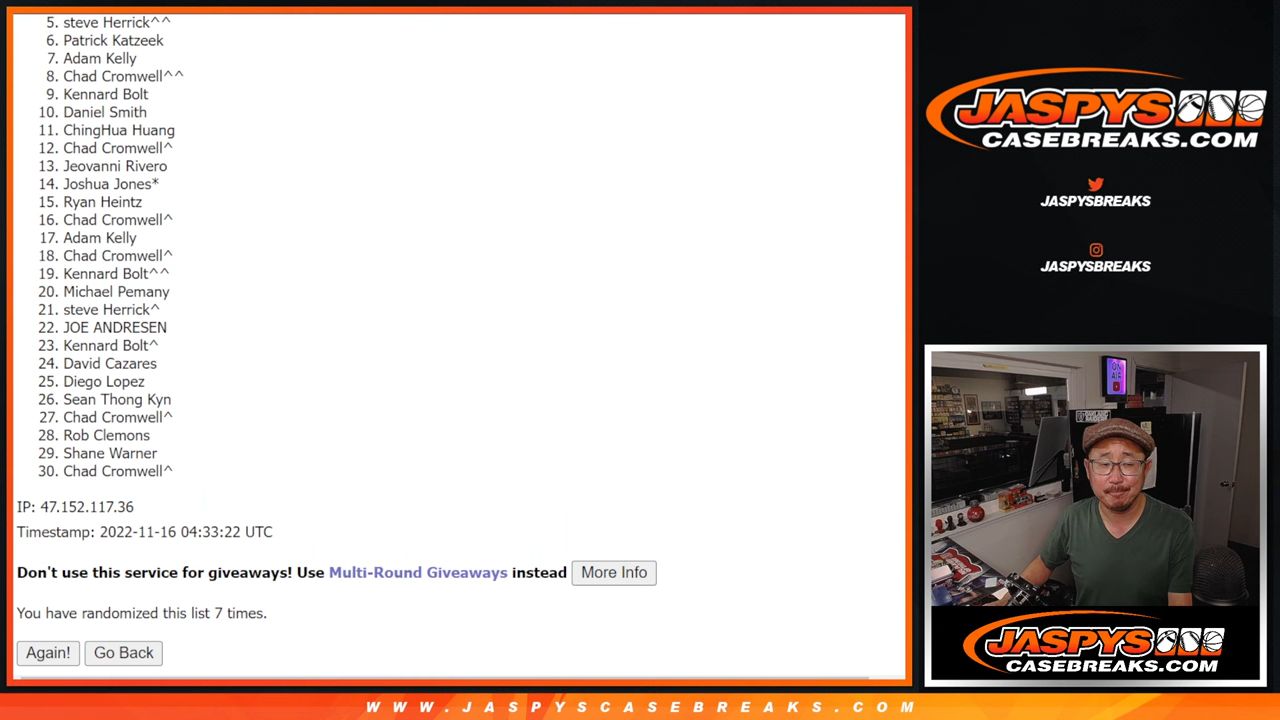 5. steve Herrick^^
6. Patrick Katzeek
7. Adam Kelly
8. Chad Cromwell^^
9. Kennard Bolt
10. Daniel Smith
11. ChingHua Huang
12. Chad Cromwell^
13. Jeovanni Rivero
14. Joshua Jones*
15. Ryan Heintz
16. Chad Cromwell^
17. Adam Kelly
18. Chad Cromwell^
19. Kennard Bolt^^
20. Michael Pemany
21. steve Herrick^
22. JOE ANDRESEN
23. Kennard Bolt^
24. David Cazares
25. Diego Lopez
26. Sean Thong Kyn
27. Chad Cromwell^
28. Rob Clemons
29. Shane Warner
30. Chad Cromwell^
IP: 47.152.117.36
Timestamp: 2022-11-16 04:33:22 UTC
Don't use this service for giveaways! Use Multi-Round Giveaways instead More Info
You have randomized this list 7 times.
Again! Go Back
JASPYS
CASEBREAKS.COM
JASPYSBREAKS
JASPYSBREAKS
ON
AIR
JASPYS
CASEBREAKS.COM
WWW.JASPYSCASEBREAKS.COM